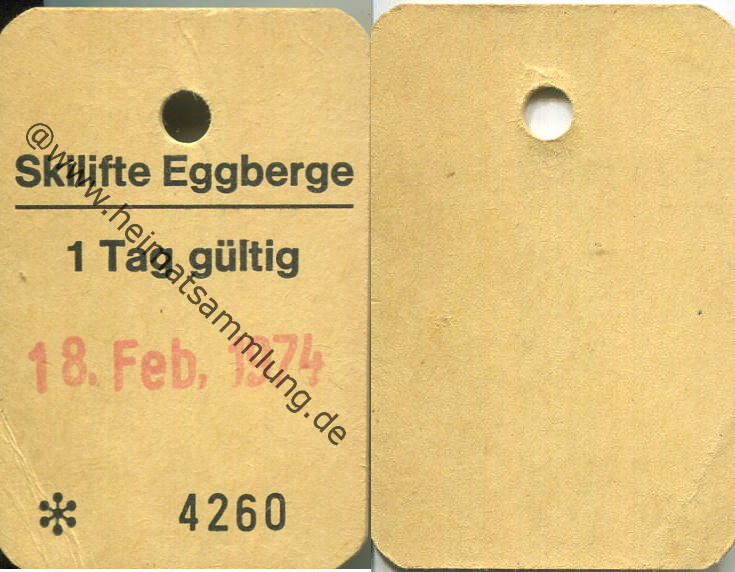 Skilifte Eggberge
1 Tag gültig
18. Feb. 1974
* 4260
@www.heimatsammlung.de